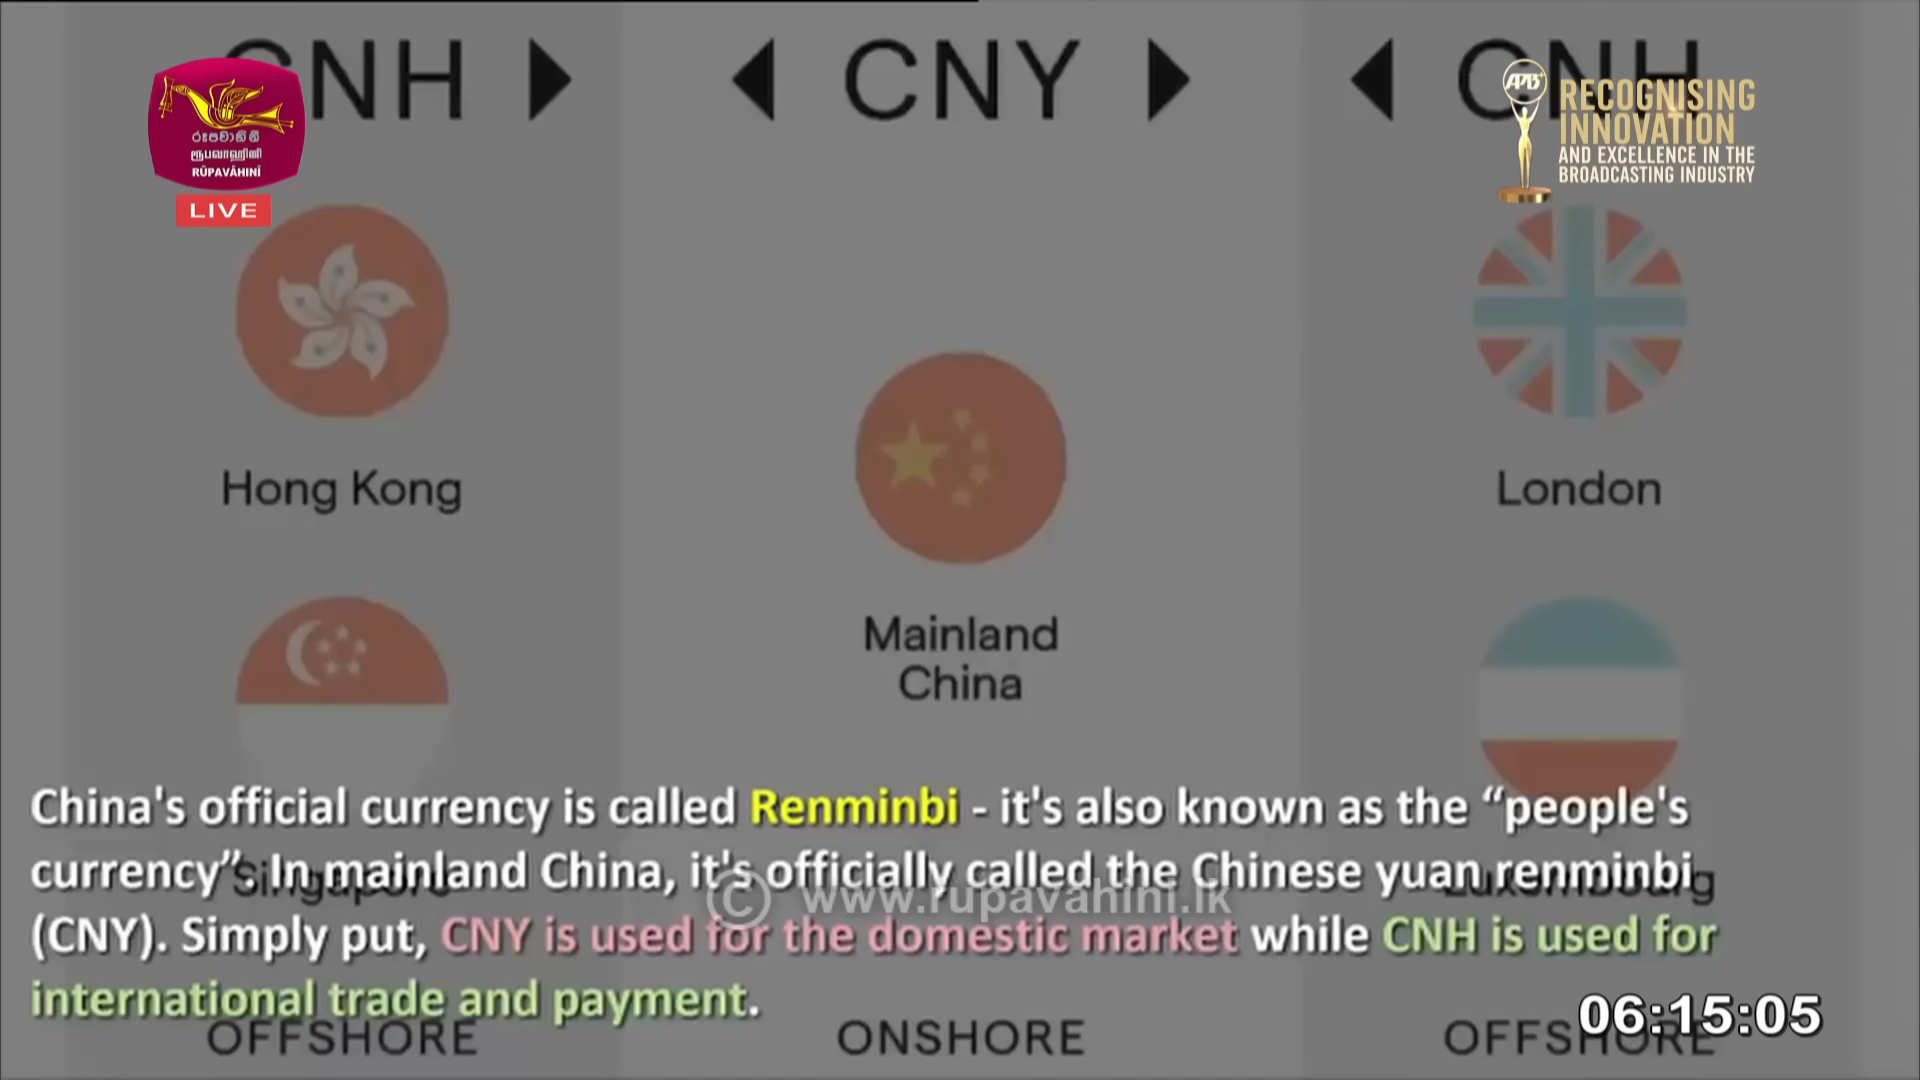 CNH
CNY
CNH
රූපවාහිනී
ரூபவாஹினி
RŪPAVĀHINĪ
LIVE
RECOGNISING
INNOVATION
AND EXCELLENCE IN THE
BROADCASTING INDUSTRY
Hong Kong
London
Mainland
China
China's official currency is called Renminbi - it's also known as the “people's
currency”. In mainland China, it's officially called the Chinese yuan renminbi
(CNY). Simply put, CNY is used for the domestic market while CNH is used for
international trade and payment.
Singapore
Luxembourg
© www.rupavahini.lk
06:15:05
OFFSHORE
ONSHORE
OFFSHORE